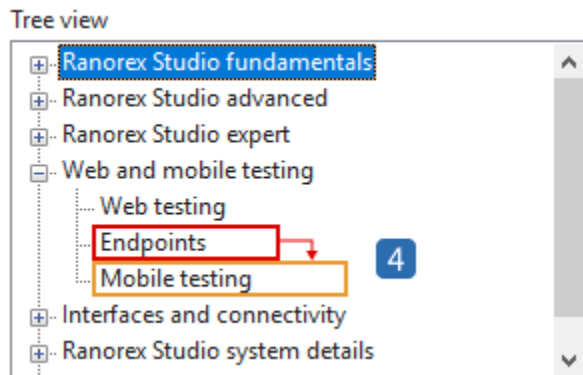 Tree view
Ranorex Studio fundamentals
Ranorex Studio advanced
Ranorex Studio expert
Web and mobile testing
Web testing
Endpoints
4
Mobile testing
Interfaces and connectivity
Ranorex Studio system details